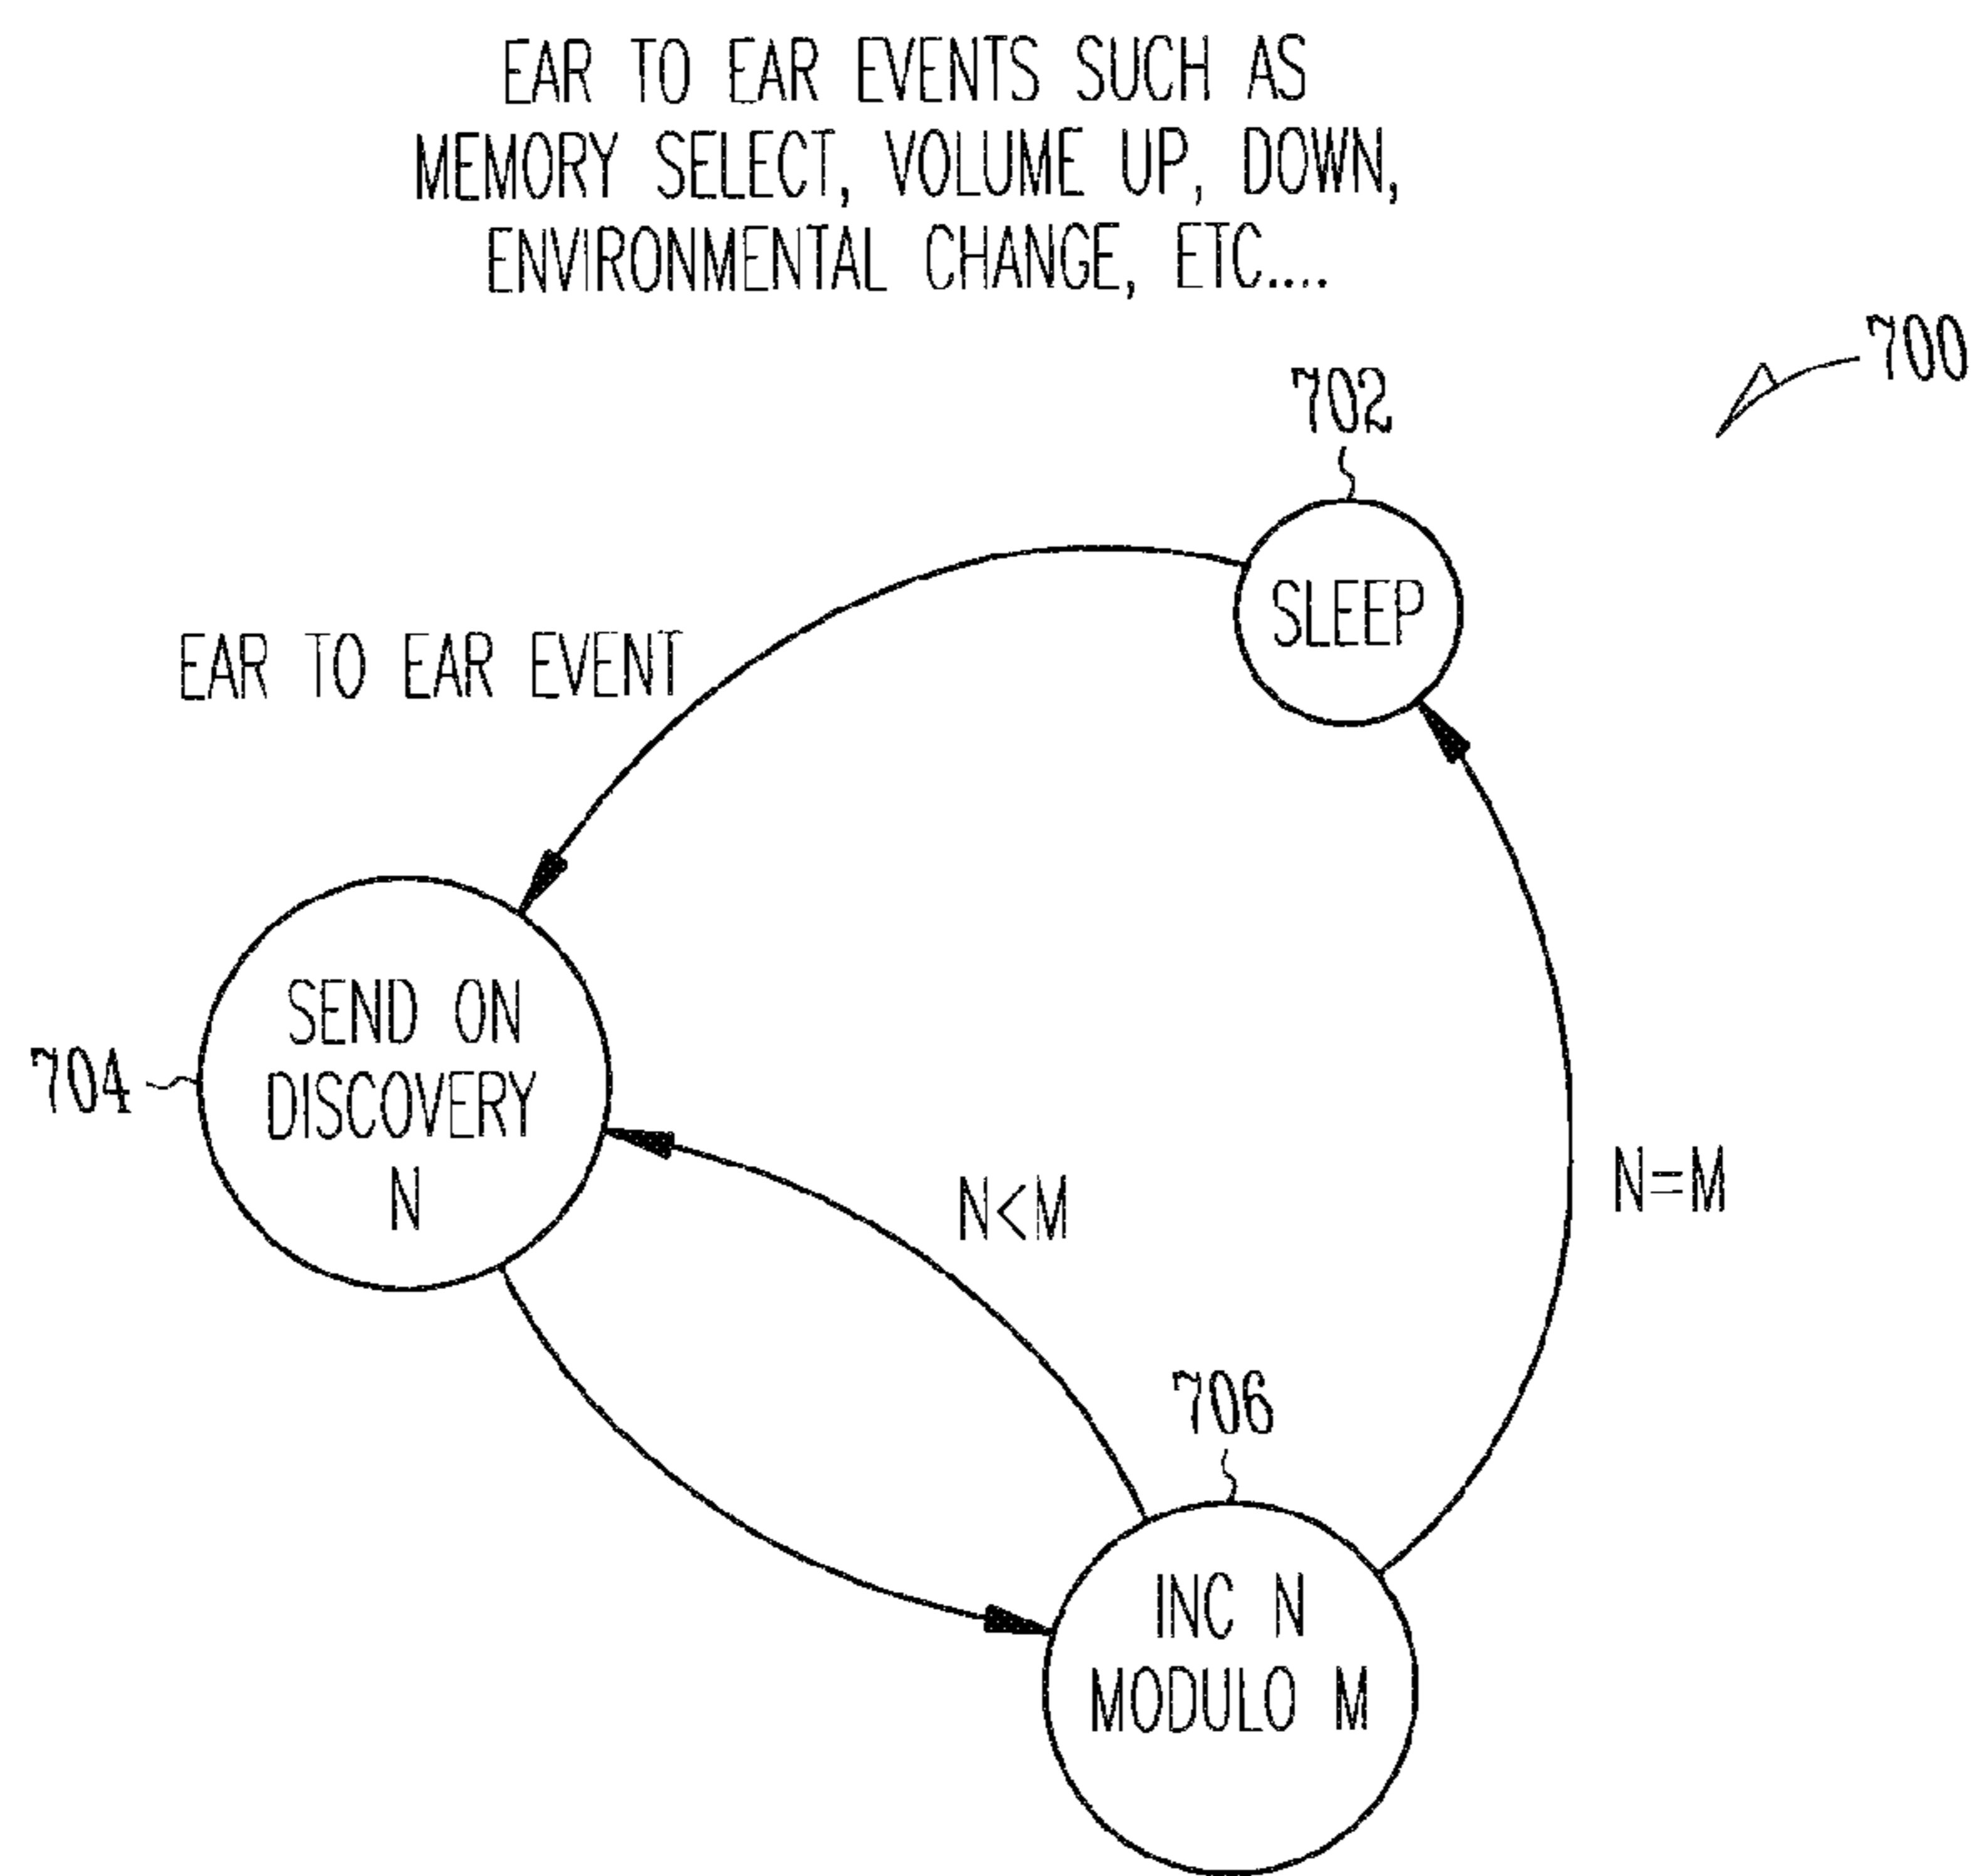 EAR TO EAR EVENTS SUCH AS
MEMORY SELECT, VOLUME UP, DOWN,
ENVIRONMENTAL CHANGE, ETC....
700
702
SLEEP
EAR TO EAR EVENT
SEND ON
DISCOVERY
N
704
N<M
N=M
706
INC N
MODULO M